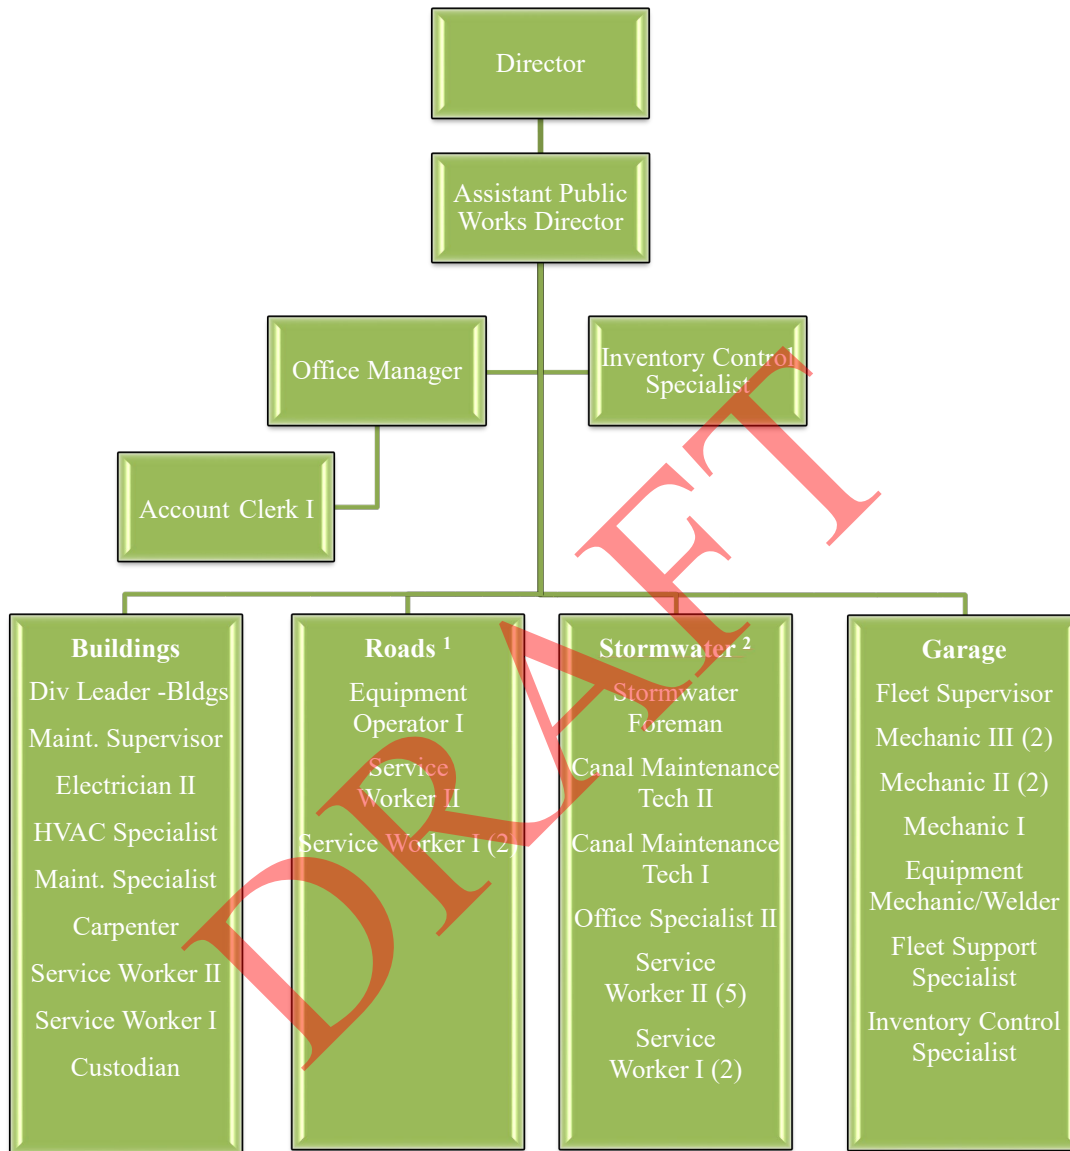 Director
Assistant Public
Works Director
Office Manager
Inventory Control
Specialist
Account Clerk I
Buildings
Div Leader -Bldgs
Maint. Supervisor
Electrician II
HVAC Specialist
Maint. Specialist
Carpenter
Service Worker II
Service Worker I
Custodian
Roads ¹
Equipment
Operator I
Service
Worker II
Service Worker I (2)
Stormwater ²
Stormwater
Foreman
Canal Maintenance
Tech II
Canal Maintenance
Tech I
Office Specialist II
Service
Worker II (5)
Service
Worker I (2)
Garage
Fleet Supervisor
Mechanic III (2)
Mechanic II (2)
Mechanic I
Equipment
Mechanic/Welder
Fleet Support
Specialist
Inventory Control
Specialist
DRAFT